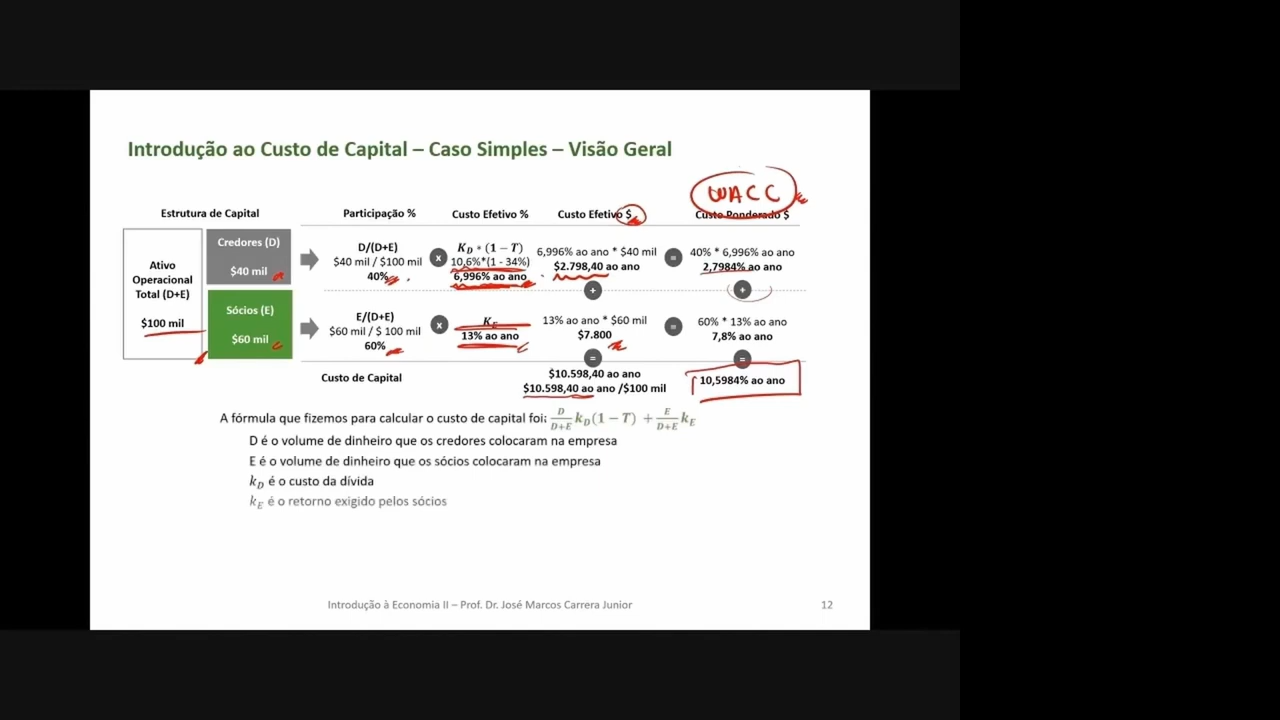 Introdução ao Custo de Capital – Caso Simples – Visão Geral
WACC
Estrutura de Capital
Participação %
Custo Efetivo %
Custo Efetivo $
Custo Ponderado $
Ativo
Operacional
Total (D+E)
$100 mil
Credores (D)
$40 mil
D/(D+E)
$40 mil / $100 mil
40%
x
K_D * (1 − T)
10,6%*(1 - 34%)
6,996% ao ano
6,996% ao ano * $40 mil
$2.798,40 ao ano
=
40% * 6,996% ao ano
2,7984% ao ano
+
+
Sócios (E)
$60 mil
E/(D+E)
$60 mil / $ 100 mil
60%
x
K_E
13% ao ano
13% ao ano * $60 mil
$7.800
=
60% * 13% ao ano
7,8% ao ano
=
=
Custo de Capital
$10.598,40 ao ano
$10.598,40 ao ano /$100 mil
10,5984% ao ano
A fórmula que fizemos para calcular o custo de capital foi: D/(D+E) k_D(1 − T) + E/(D+E) k_E
D é o volume de dinheiro que os credores colocaram na empresa
E é o volume de dinheiro que os sócios colocaram na empresa
k_D é o custo da dívida
k_E é o retorno exigido pelos sócios
Introdução à Economia II – Prof. Dr. José Marcos Carrera Junior
12